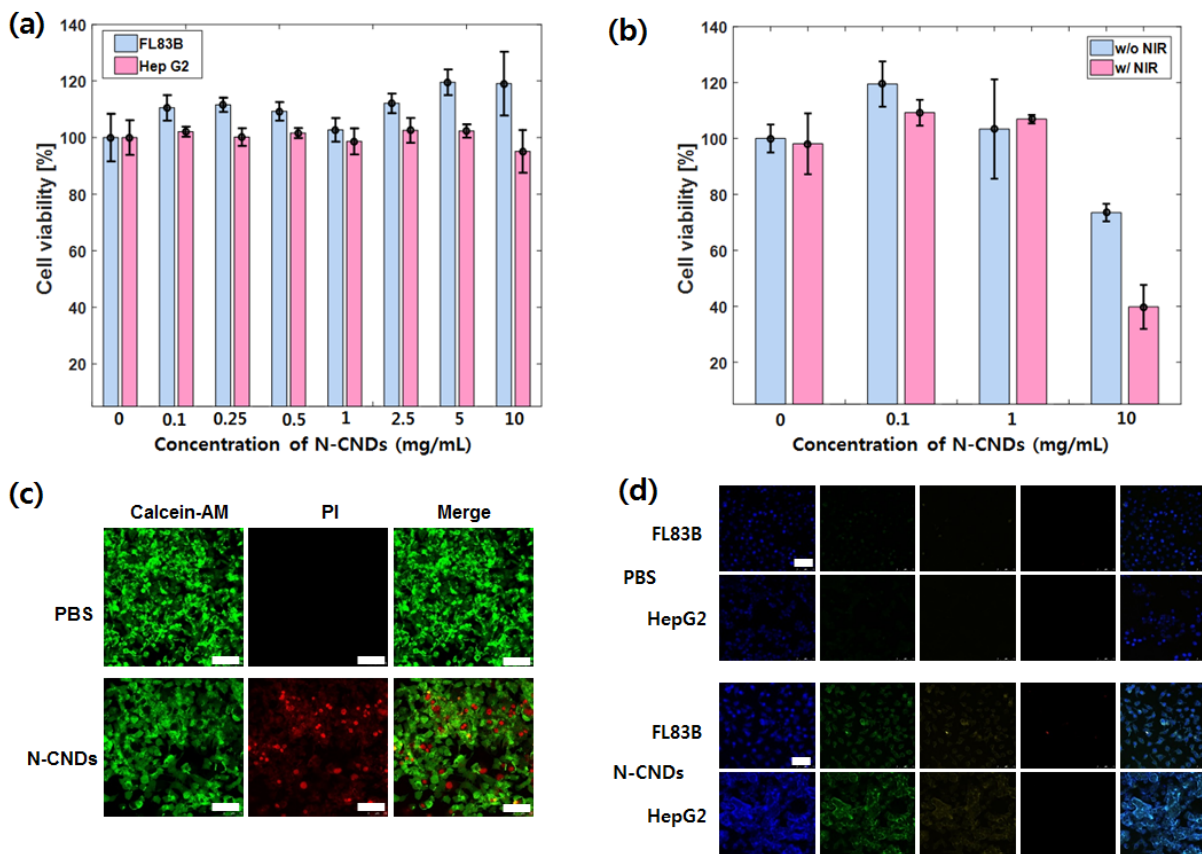 (a)
140
120
100
80
60
40
20
Cell viability [%]
FL83B
Hep G2
0 0.1 0.25 0.5 1 2.5 5 10
Concentration of N-CNDs (mg/mL)
(b)
140
120
100
80
60
40
20
Cell viability [%]
w/o NIR
w/ NIR
0 0.1 1 10
Concentration of N-CNDs (mg/mL)
(c)
Calcein-AM PI Merge
PBS
N-CNDs
(d)
FL83B
PBS
HepG2
FL83B
N-CNDs
HepG2